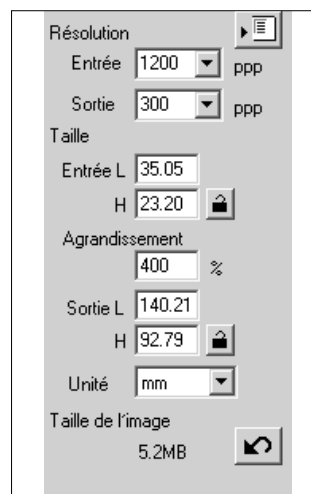 Résolution
Entrée 1200 ppp
Sortie 300 ppp
Taille
Entrée L 35.05
H 23.20
Agrandissement
400 %
Sortie L 140.21
H 92.79
Unité mm
Taille de l'image
5.2MB